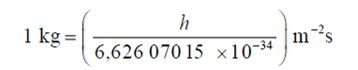 1 kg = ( h / 6,626 070 15 ×10⁻³⁴ ) m⁻²s